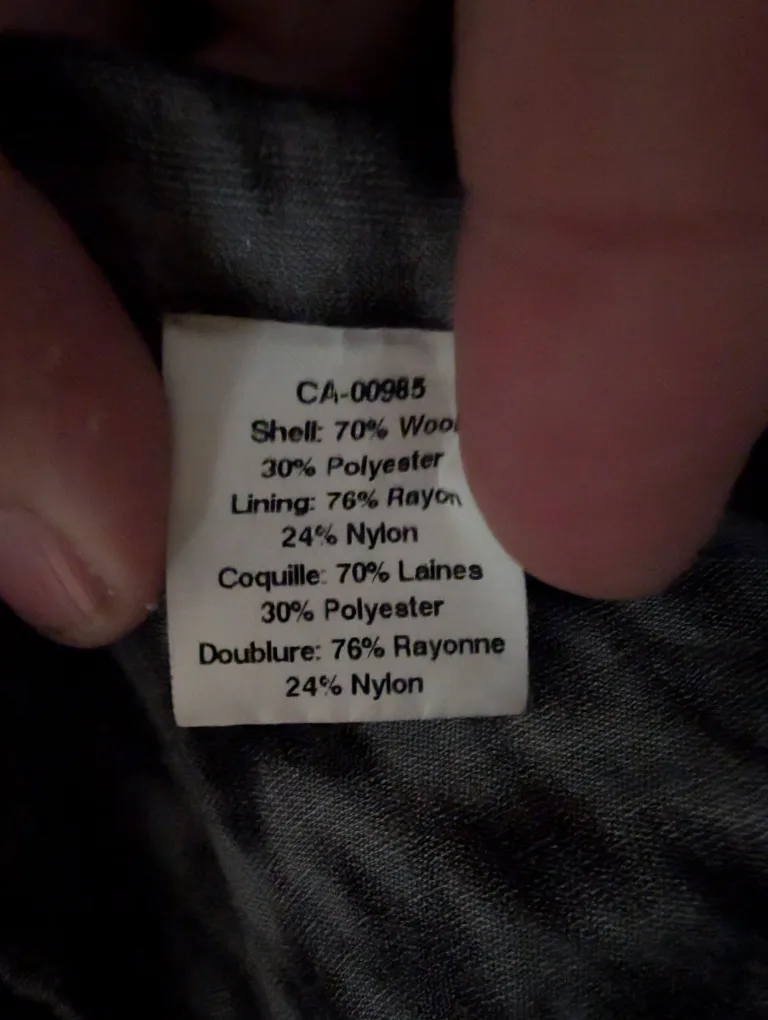 CA-00985
Shell: 70% Wool
30% Polyester
Lining: 76% Rayon
24% Nylon
Coquille: 70% Laines
30% Polyester
Doublure: 76% Rayonne
24% Nylon